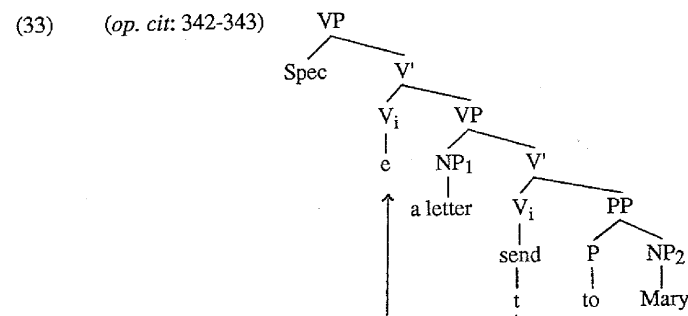 (33) (op. cit: 342-343) VP
Spec V'
Vi VP
e NP1 V'
a letter Vi PP
send P NP2
t to Mary